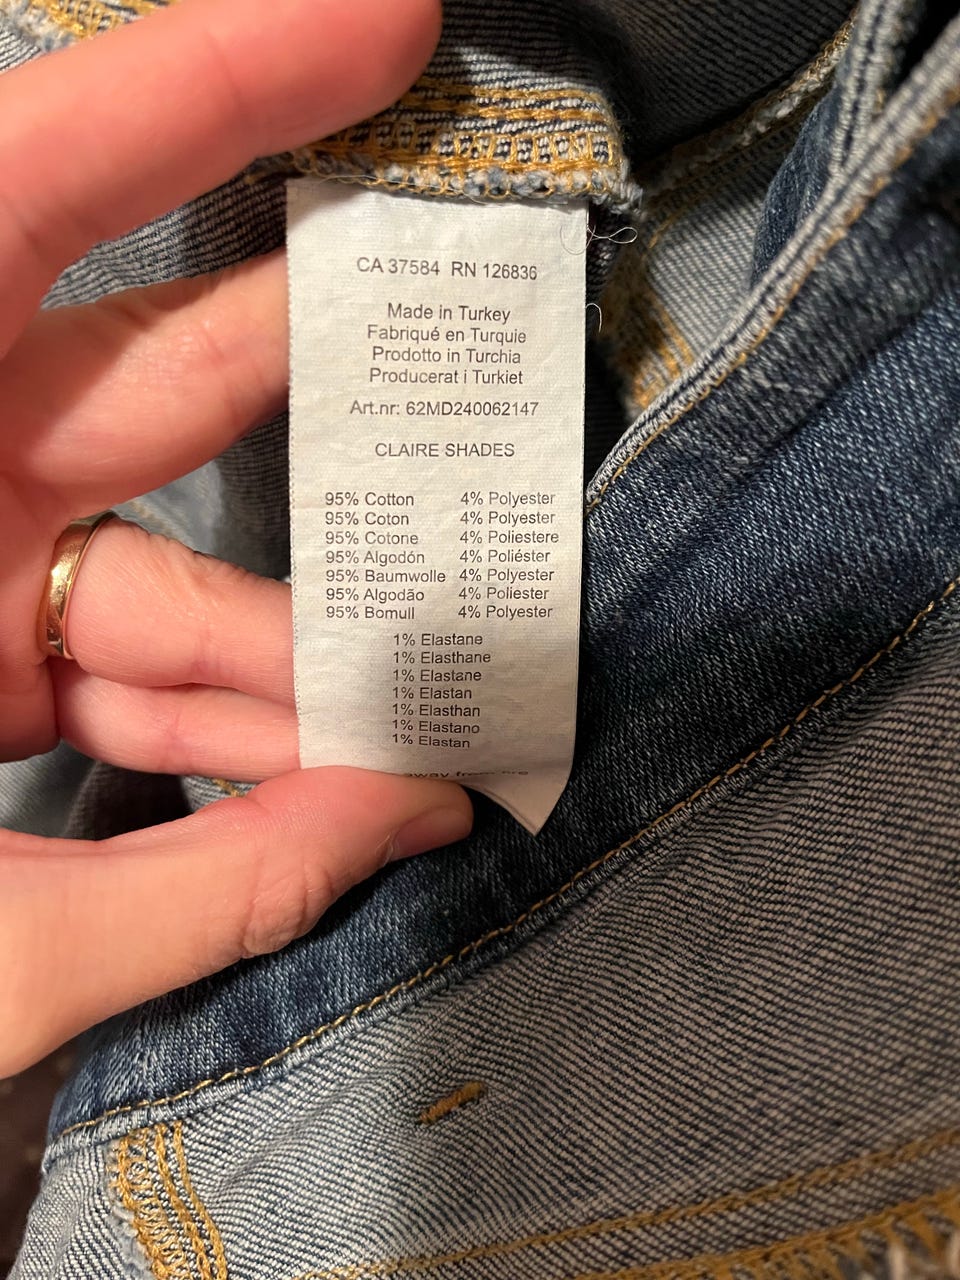 CA 37584 RN 126836
Made in Turkey
Fabriqué en Turquie
Prodotto in Turchia
Producerat i Turkiet
Art.nr: 62MD240062147
CLAIRE SHADES
95% Cotton 4% Polyester
95% Coton 4% Polyester
95% Cotone 4% Poliestere
95% Algodón 4% Poliéster
95% Baumwolle 4% Polyester
95% Algodão 4% Poliester
95% Bomull 4% Polyester
1% Elastane
1% Elasthane
1% Elastane
1% Elastan
1% Elasthan
1% Elastano
1% Elastan
away from